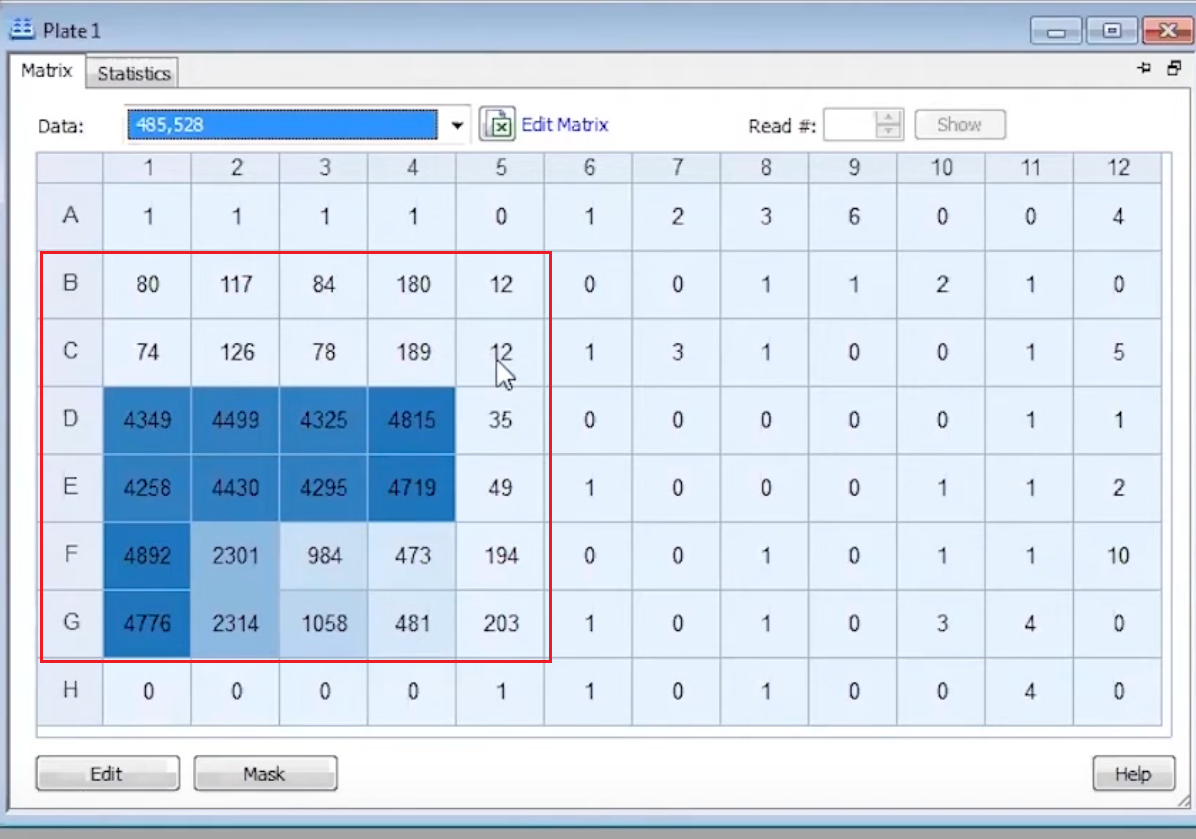 Plate 1
Matrix Statistics
Data: 485,528 Edit Matrix Read #: Show
1 2 3 4 5 6 7 8 9 10 11 12
A 1 1 1 1 0 1 2 3 6 0 0 4
B 80 117 84 180 12 0 0 1 1 2 1 0
C 74 126 78 189 12 1 3 1 0 0 1 5
D 4349 4499 4325 4815 35 0 0 0 0 0 1 1
E 4258 4430 4295 4719 49 1 0 0 0 1 1 2
F 4892 2301 984 473 194 0 0 1 0 1 1 10
G 4776 2314 1058 481 203 1 0 1 0 3 4 0
H 0 0 0 0 1 1 0 1 0 0 4 0
Edit Mask Help